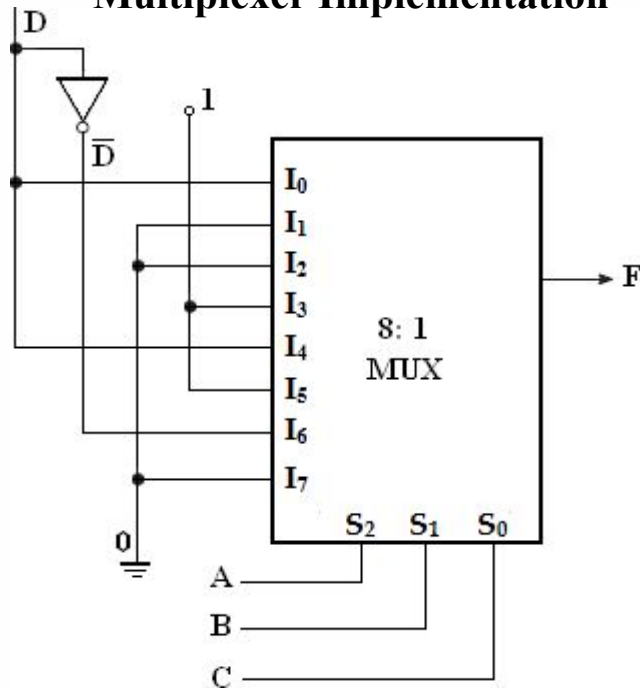 Multiplexer Implementation
D
1
D̅
I₀
I₁
I₂
I₃
I₄
I₅
I₆
I₇
8: 1
MUX
F
S₂ S₁ S₀
0
A
B
C